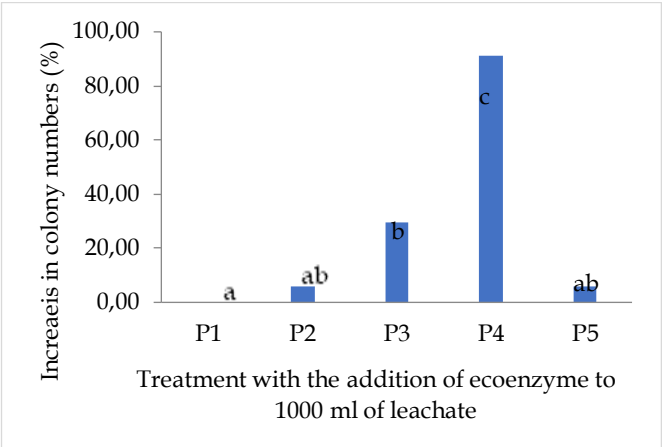 Increaeis in colony numbers (%)
100,00
80,00
60,00
40,00
20,00
0,00
a
ab
b
c
ab
P1 P2 P3 P4 P5
Treatment with the addition of ecoenzyme to
1000 ml of leachate